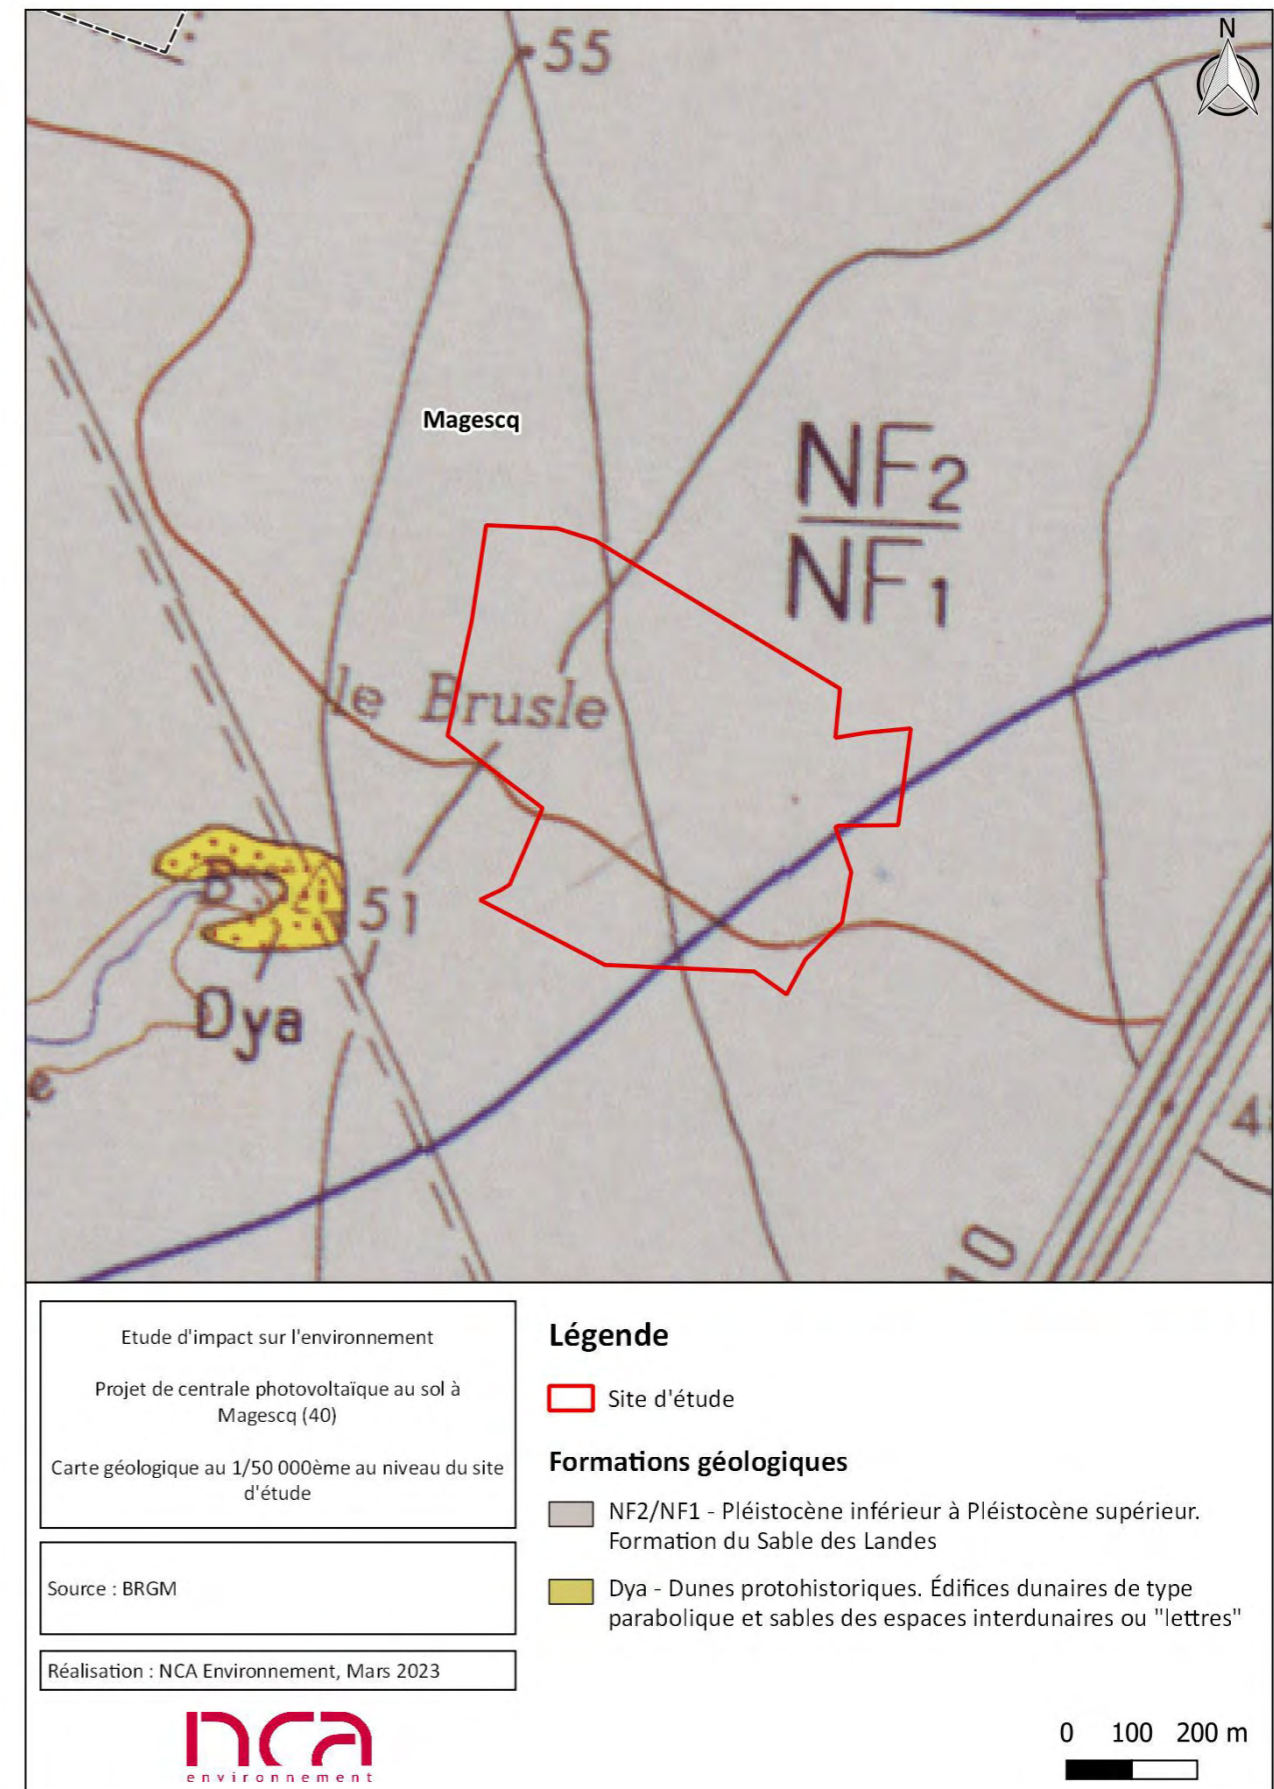 55
N
Magescq
NF2
NF1
le Brusle
51
Dya
e
10
Etude d'impact sur l'environnement
Projet de centrale photovoltaïque au sol à
Magescq (40)
Carte géologique au 1/50 000ème au niveau du site
d'étude
Source : BRGM
Réalisation : NCA Environnement, Mars 2023
nca
environnement
Légende
Site d'étude
Formations géologiques
NF2/NF1 - Pléistocène inférieur à Pléistocène supérieur.
Formation du Sable des Landes
Dya - Dunes protohistoriques. Édifices dunaires de type
parabolique et sables des espaces interdunaires ou "lettres"
0 100 200 m